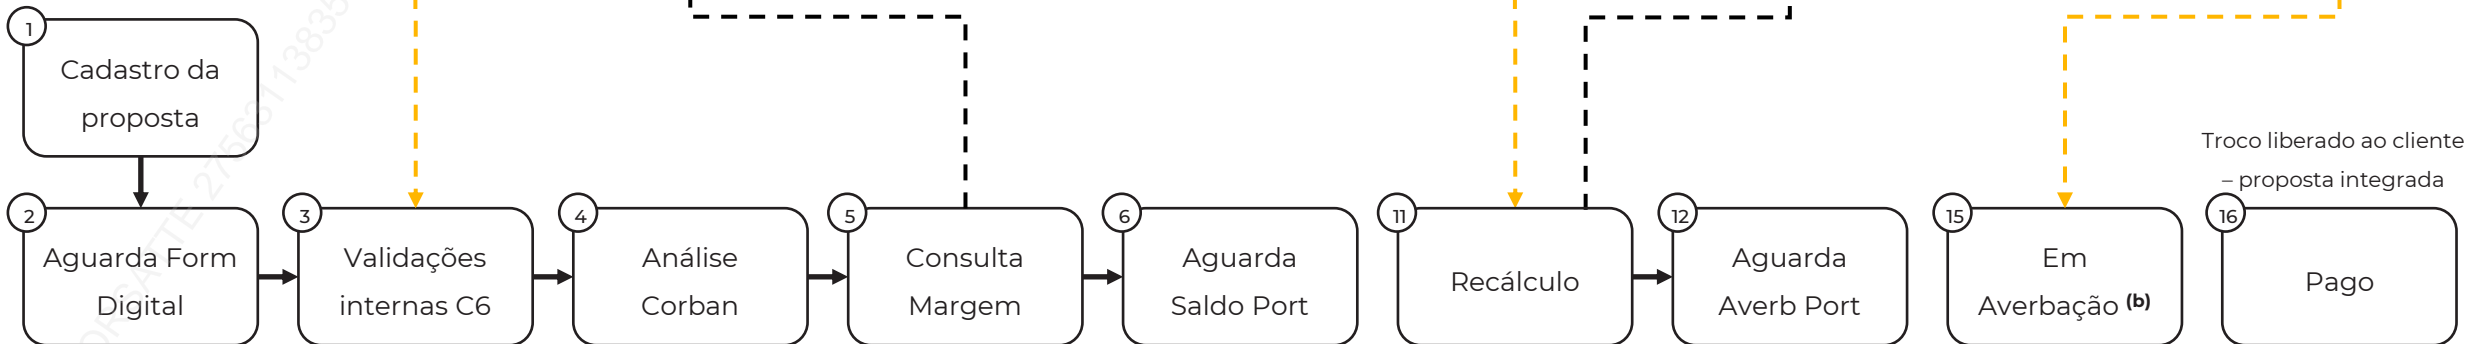 1
Cadastro da
proposta
2
Aguarda Form
Digital
3
Validações
internas C6
4
Análise
Corban
5
Consulta
Margem
6
Aguarda
Saldo Port
11
Recálculo
12
Aguarda
Averb Port
15
Em
Averbação (b)
Troco liberado ao cliente
– proposta integrada
16
Pago